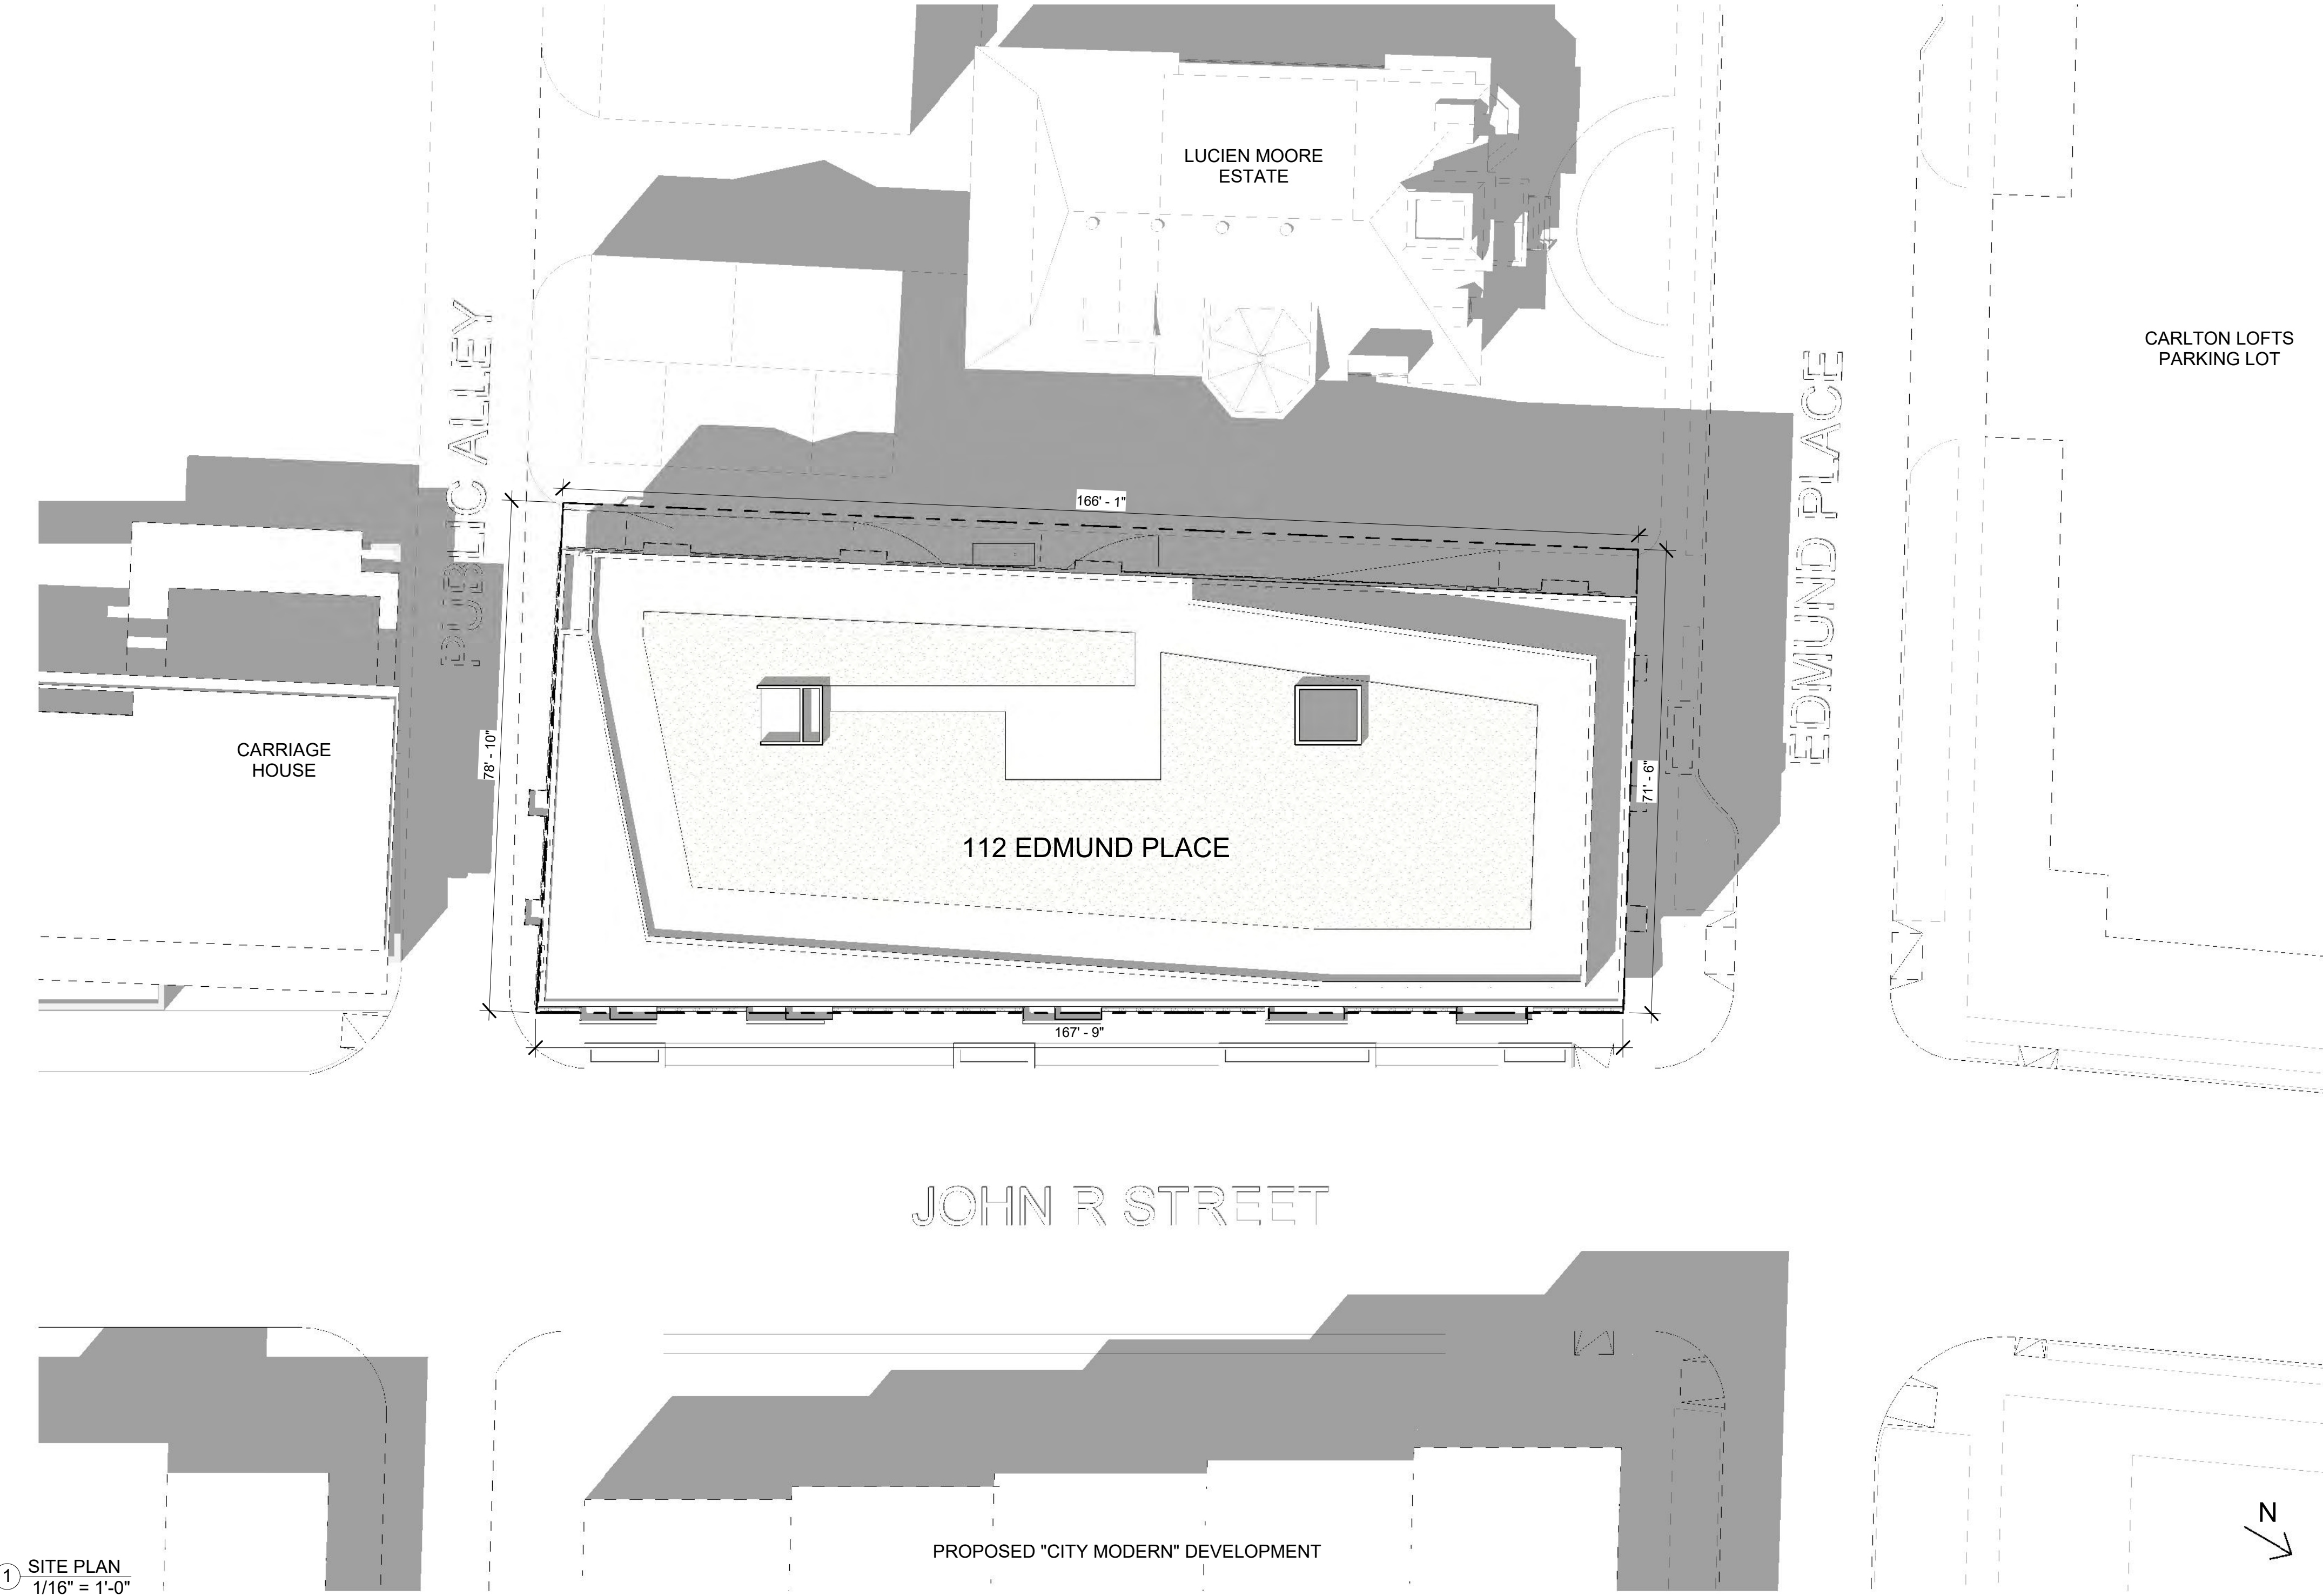 LUCIEN MOORE
ESTATE
CARLTON LOFTS
PARKING LOT
PUBLIC ALLEY
EDMUND PLACE
166' - 1"
CARRIAGE
HOUSE
78' - 10"
71' - 6"
112 EDMUND PLACE
167' - 9"
JOHN R STREET
PROPOSED "CITY MODERN" DEVELOPMENT
N
1 SITE PLAN
1/16" = 1'-0"